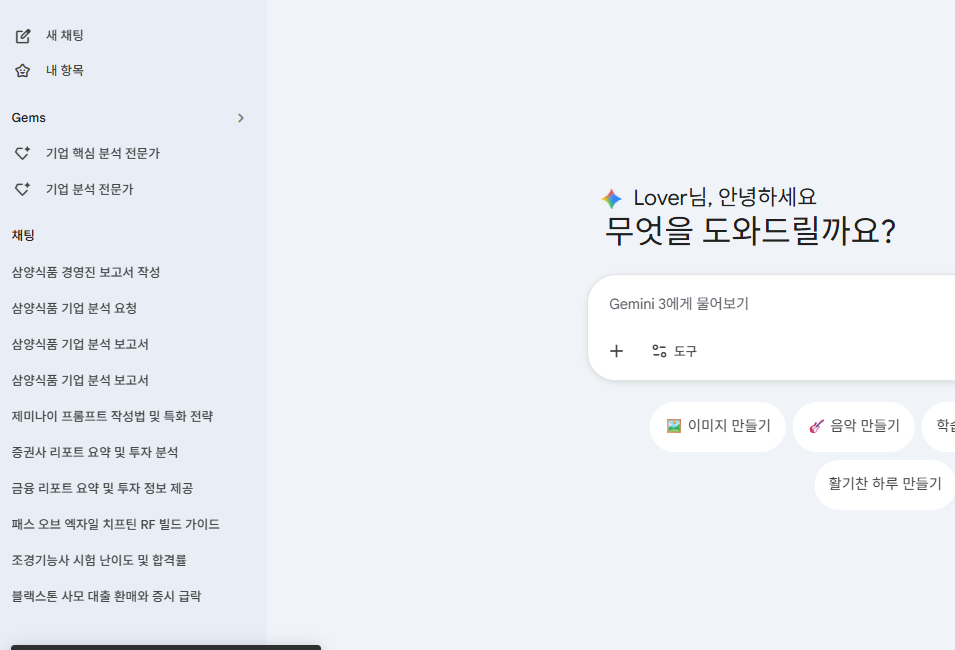 새 채팅
내 항목
Gems
기업 핵심 분석 전문가
기업 분석 전문가
채팅
삼양식품 경영진 보고서 작성
삼양식품 기업 분석 요청
삼양식품 기업 분석 보고서
삼양식품 기업 분석 보고서
제미나이 프롬프트 작성법 및 특화 전략
증권사 리포트 요약 및 투자 분석
금융 리포트 요약 및 투자 정보 제공
패스 오브 엑자일 치프틴 RF 빌드 가이드
조경기능사 시험 난이도 및 합격률
블랙스톤 사모 대출 환매와 증시 급락
Lover님, 안녕하세요
무엇을 도와드릴까요?
Gemini 3에게 물어보기
도구
이미지 만들기
음악 만들기
활기찬 하루 만들기